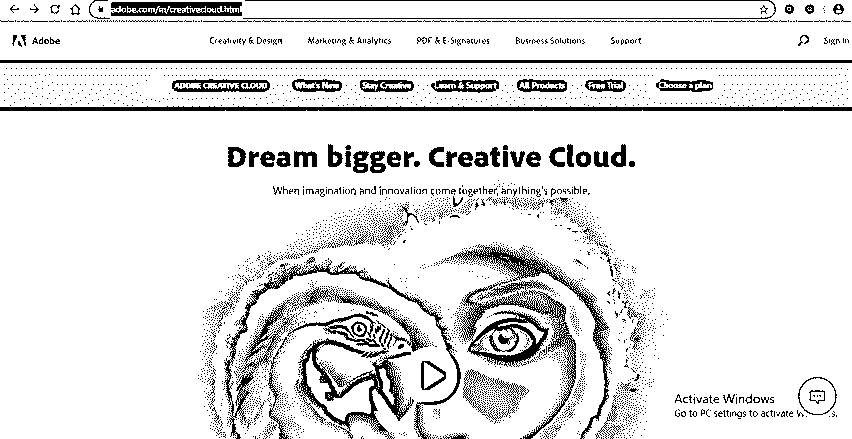 adobe.com/in/creativecloud.html
Adobe Creativity & Design Marketing & Analytics PDF & E-Signatures Business Solutions Support Sign In
ADOBE CREATIVE CLOUD What's New Stay Creative Learn & Support All Products Free Trial Choose a plan
Dream bigger. Creative Cloud.
When imagination and innovation come together, anything's possible.
Activate Windows
Go to PC settings to activate